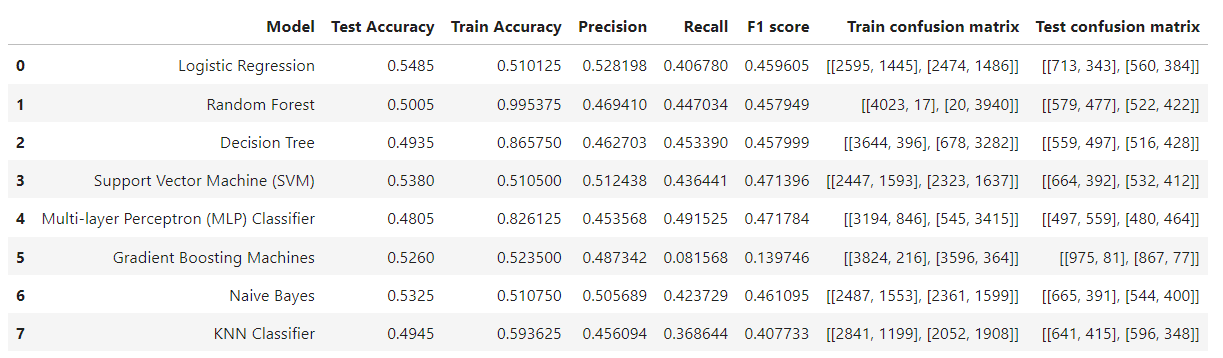 Model Test Accuracy Train Accuracy Precision Recall F1 score Train confusion matrix Test confusion matrix
0 Logistic Regression 0.5485 0.510125 0.528198 0.406780 0.459605 [[2595, 1445], [2474, 1486]] [[713, 343], [560, 384]]
1 Random Forest 0.5005 0.995375 0.469410 0.447034 0.457949 [[4023, 17], [20, 3940]] [[579, 477], [522, 422]]
2 Decision Tree 0.4935 0.865750 0.462703 0.453390 0.457999 [[3644, 396], [678, 3282]] [[559, 497], [516, 428]]
3 Support Vector Machine (SVM) 0.5380 0.510500 0.512438 0.436441 0.471396 [[2447, 1593], [2323, 1637]] [[664, 392], [532, 412]]
4 Multi-layer Perceptron (MLP) Classifier 0.4805 0.826125 0.453568 0.491525 0.471784 [[3194, 846], [545, 3415]] [[497, 559], [480, 464]]
5 Gradient Boosting Machines 0.5260 0.523500 0.487342 0.081568 0.139746 [[3824, 216], [3596, 364]] [[975, 81], [867, 77]]
6 Naive Bayes 0.5325 0.510750 0.505689 0.423729 0.461095 [[2487, 1553], [2361, 1599]] [[665, 391], [544, 400]]
7 KNN Classifier 0.4945 0.593625 0.456094 0.368644 0.407733 [[2841, 1199], [2052, 1908]] [[641, 415], [596, 348]]